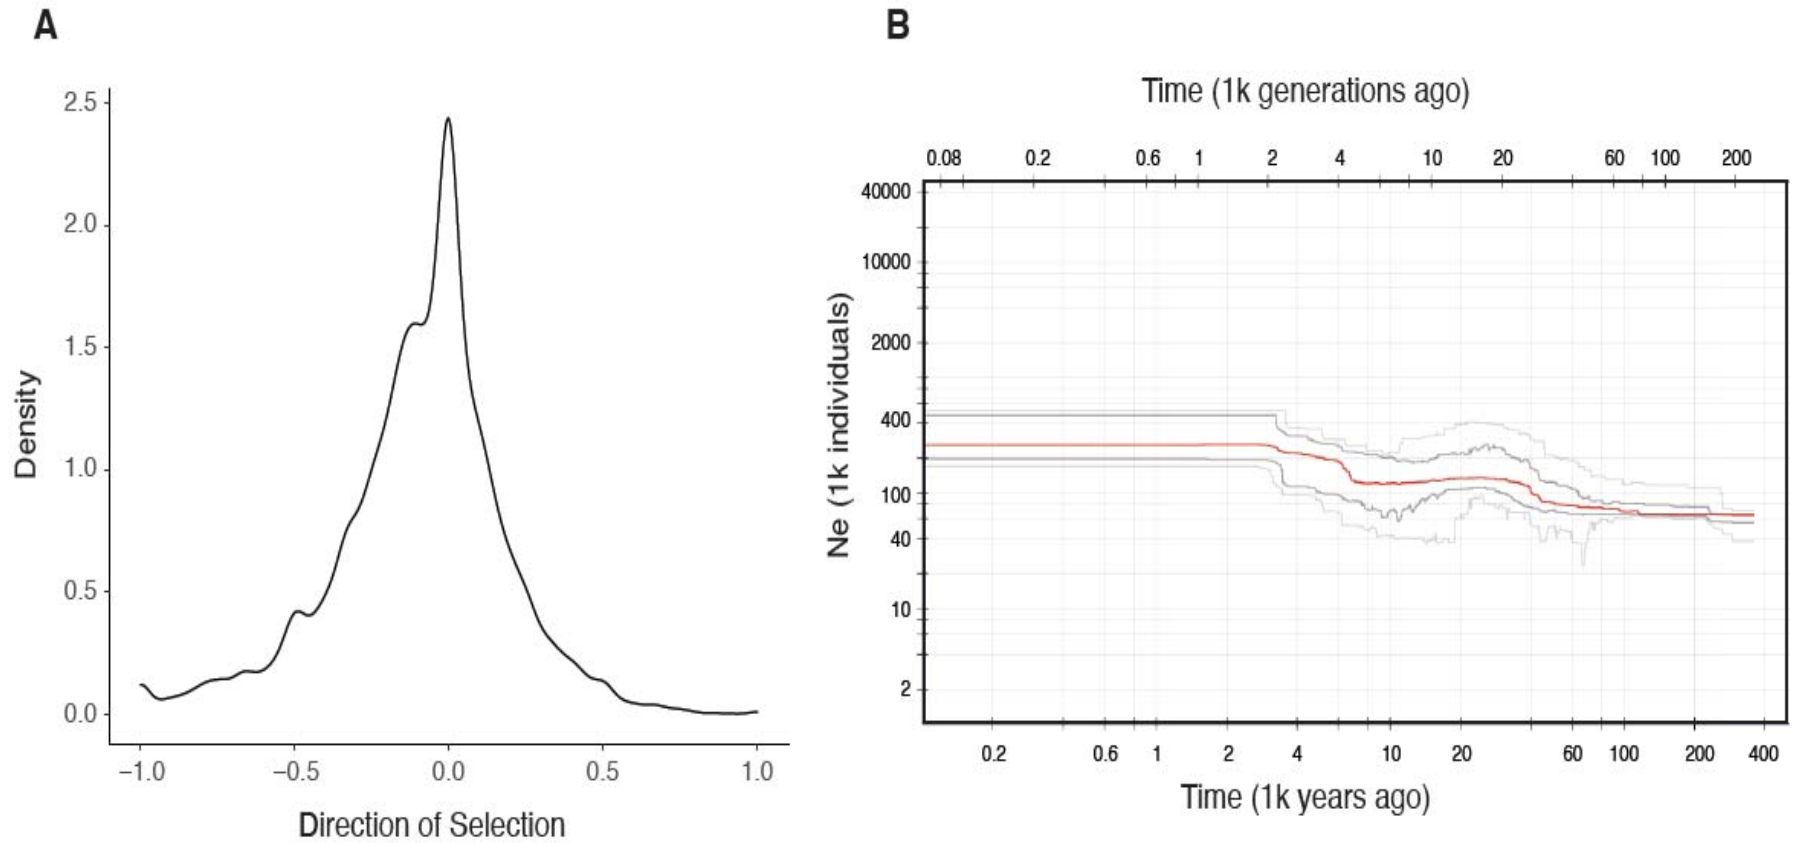 A
2.5
2.0
1.5
1.0
0.5
0.0
Density
−1.0 −0.5 0.0 0.5 1.0
Direction of Selection
B
Time (1k generations ago)
0.08 0.2 0.6 1 2 4 10 20 60 100 200
40000
10000
2000
400
100
40
10
2
Ne (1k individuals)
0.2 0.6 1 2 4 10 20 60 100 200 400
Time (1k years ago)